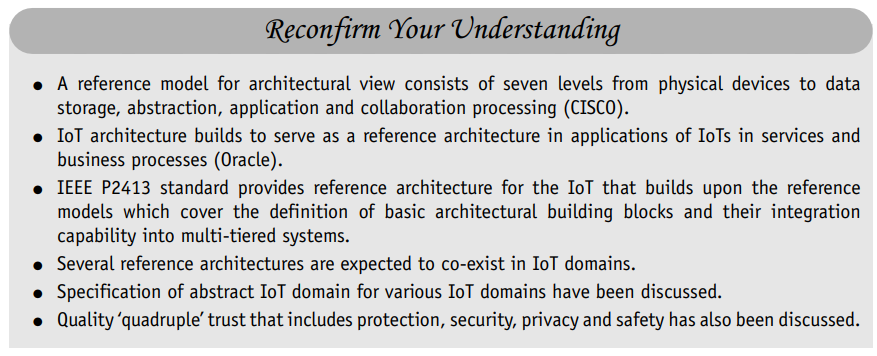 Reconfirm Your Understanding
● A reference model for architectural view consists of seven levels from physical devices to data
storage, abstraction, application and collaboration processing (CISCO).
● IoT architecture builds to serve as a reference architecture in applications of IoTs in services and
business processes (Oracle).
● IEEE P2413 standard provides reference architecture for the IoT that builds upon the reference
models which cover the definition of basic architectural building blocks and their integration
capability into multi-tiered systems.
● Several reference architectures are expected to co-exist in IoT domains.
● Specification of abstract IoT domain for various IoT domains have been discussed.
● Quality ‘quadruple’ trust that includes protection, security, privacy and safety has also been discussed.